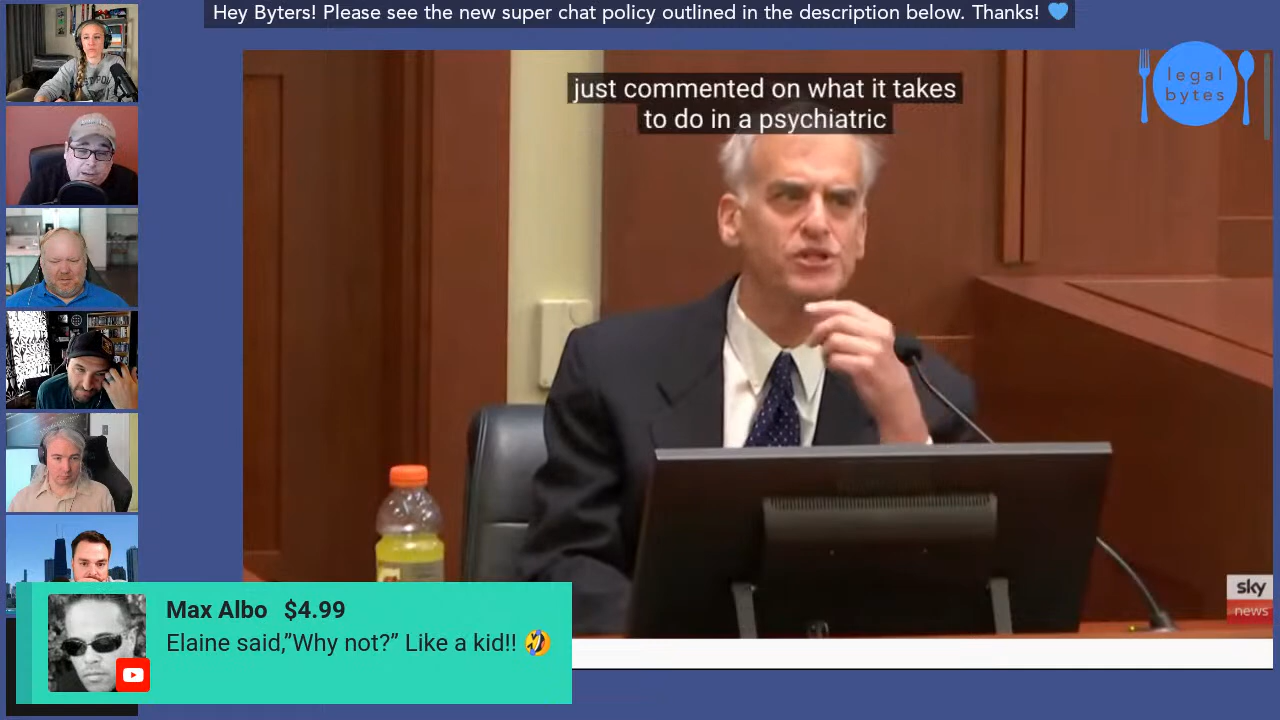 Hey Byters! Please see the new super chat policy outlined in the description below. Thanks! 💙
legal
bytes
just commented on what it takes
to do in a psychiatric
sky
news
Max Albo $4.99
Elaine said,”Why not?” Like a kid!! 🤣